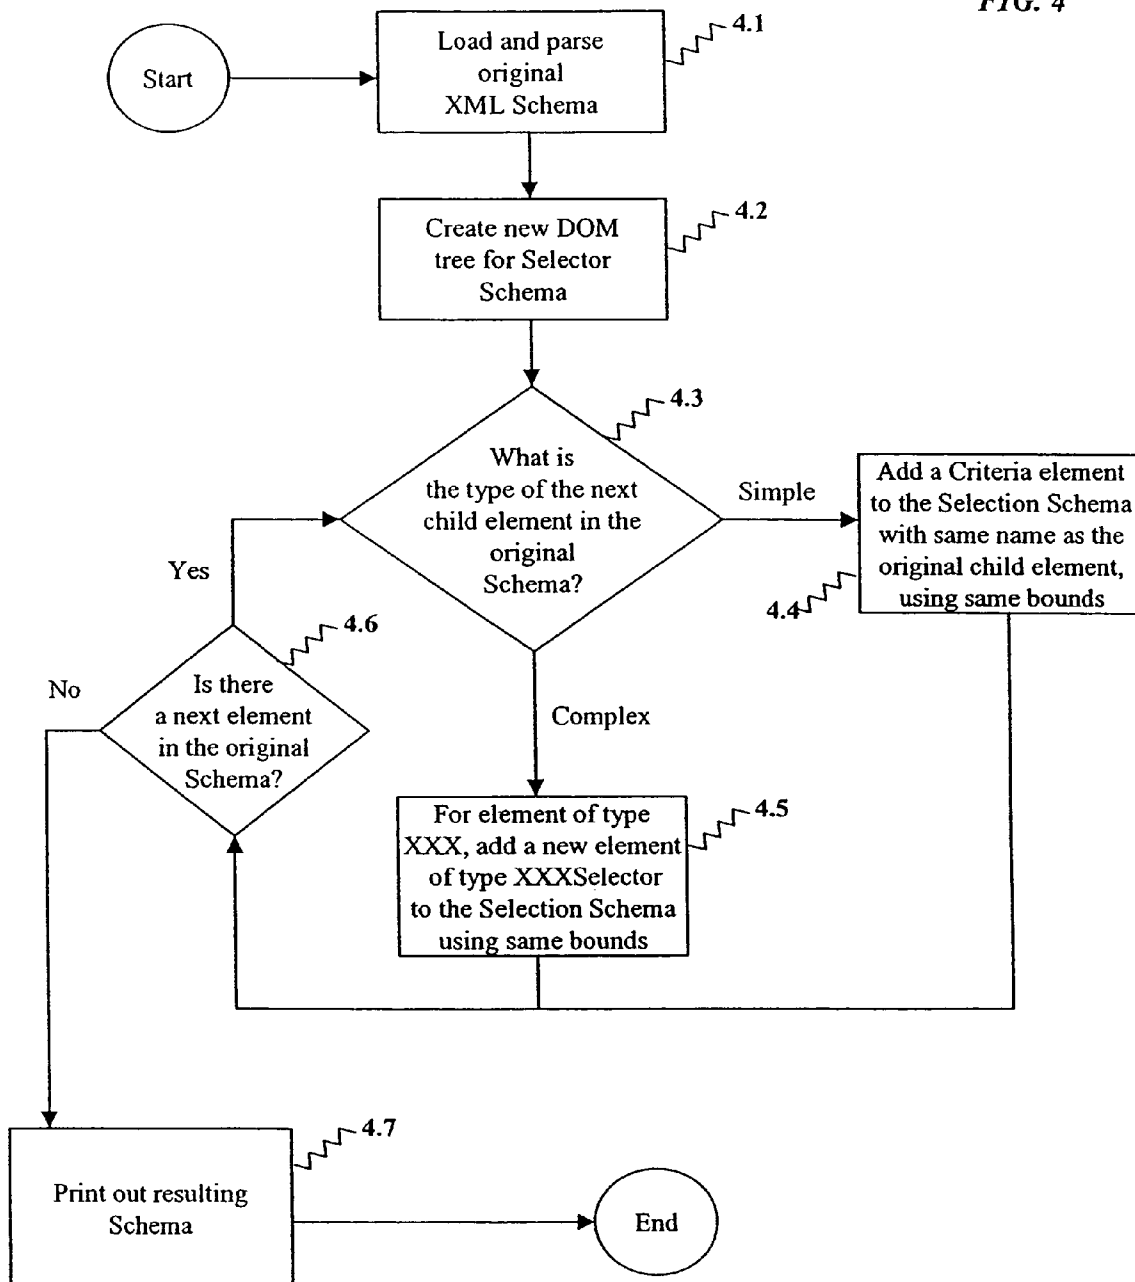 FIG. 4
Start
Load and parse
original
XML Schema
4.1
Create new DOM
tree for Selector
Schema
4.2
What is
the type of the next
child element in the
original
Schema?
4.3
Simple
Add a Criteria element
to the Selection Schema
with same name as the
original child element,
using same bounds
4.4
Yes
4.6
No
Is there
a next element
in the original
Schema?
Complex
For element of type
XXX, add a new element
of type XXXSelector
to the Selection Schema
using same bounds
4.5
4.7
Print out resulting
Schema
End